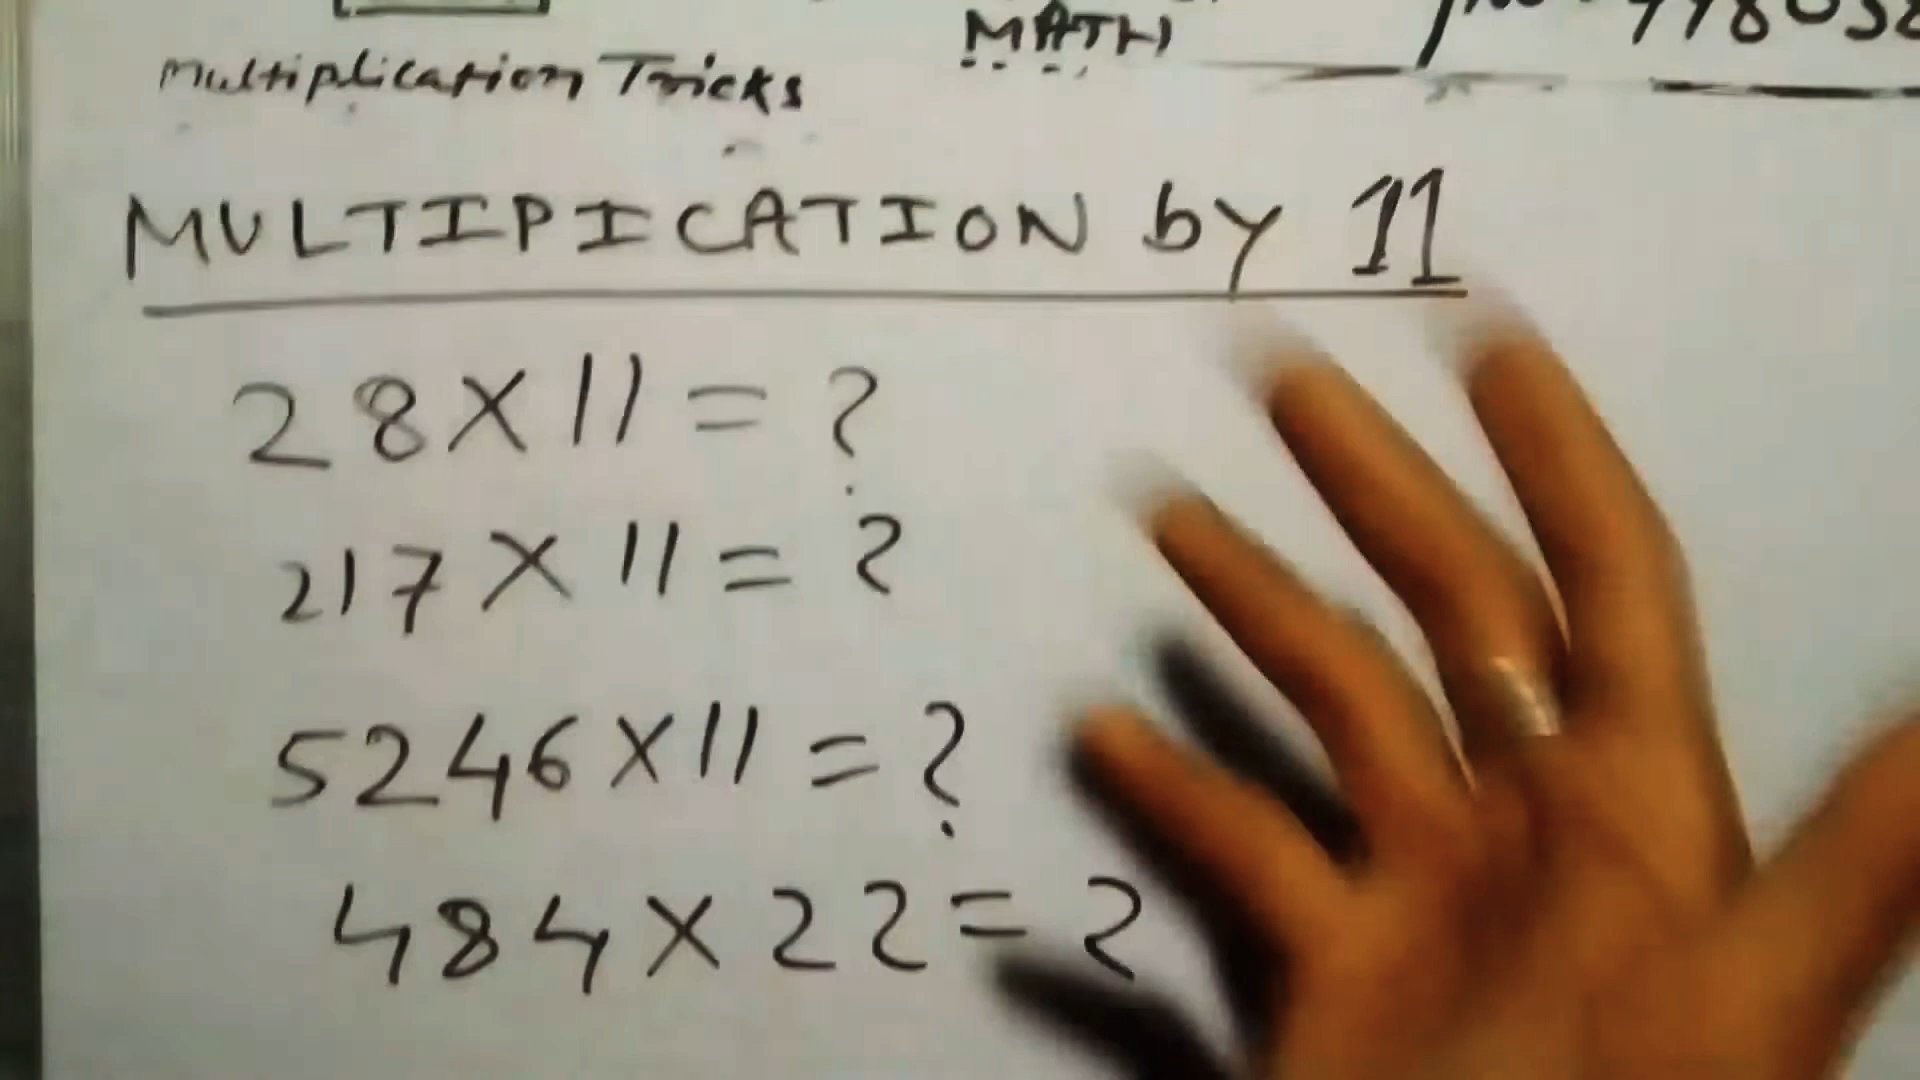 MATH
Multiplication Tricks
MULTIPICATION by 11
28 X 11 = ?
217 X 11 = ?
5246 X 11 = ?
484 X 22 = ?